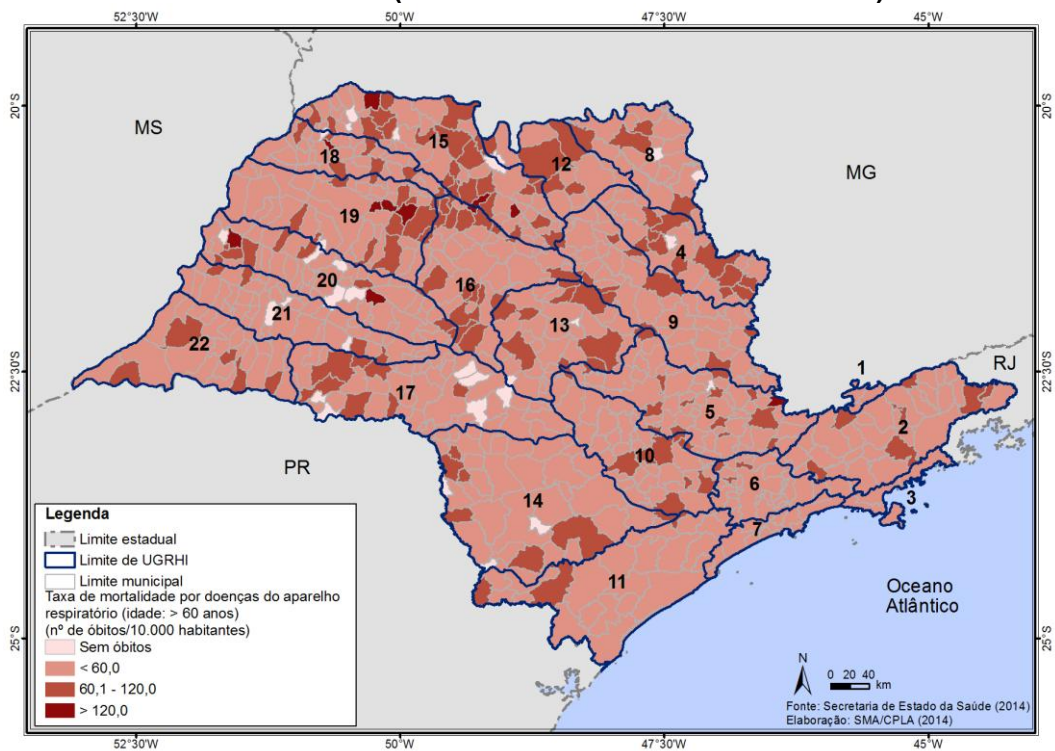 52°30'W
50°W
47°30'W
45°W
20°S
20°S
MS
15
18
12
8
MG
19
4
20
16
21
13
9
22
22°30'S
22°30'S
1
RJ
17
5
2
10
6
3
PR
14
7
11
Oceano
Atlântico
Legenda
Limite estadual
Limite de UGRHI
Limite municipal
Taxa de mortalidade por doenças do aparelho
respiratório (idade: > 60 anos)
(nº de óbitos/10.000 habitantes)
Sem óbitos
< 60,0
60,1 - 120,0
> 120,0
25°S
25°S
N
0 20 40
km
Fonte: Secretaria de Estado da Saúde (2014)
Elaboração: SMA/CPLA (2014)
52°30'W
50°W
47°30'W
45°W